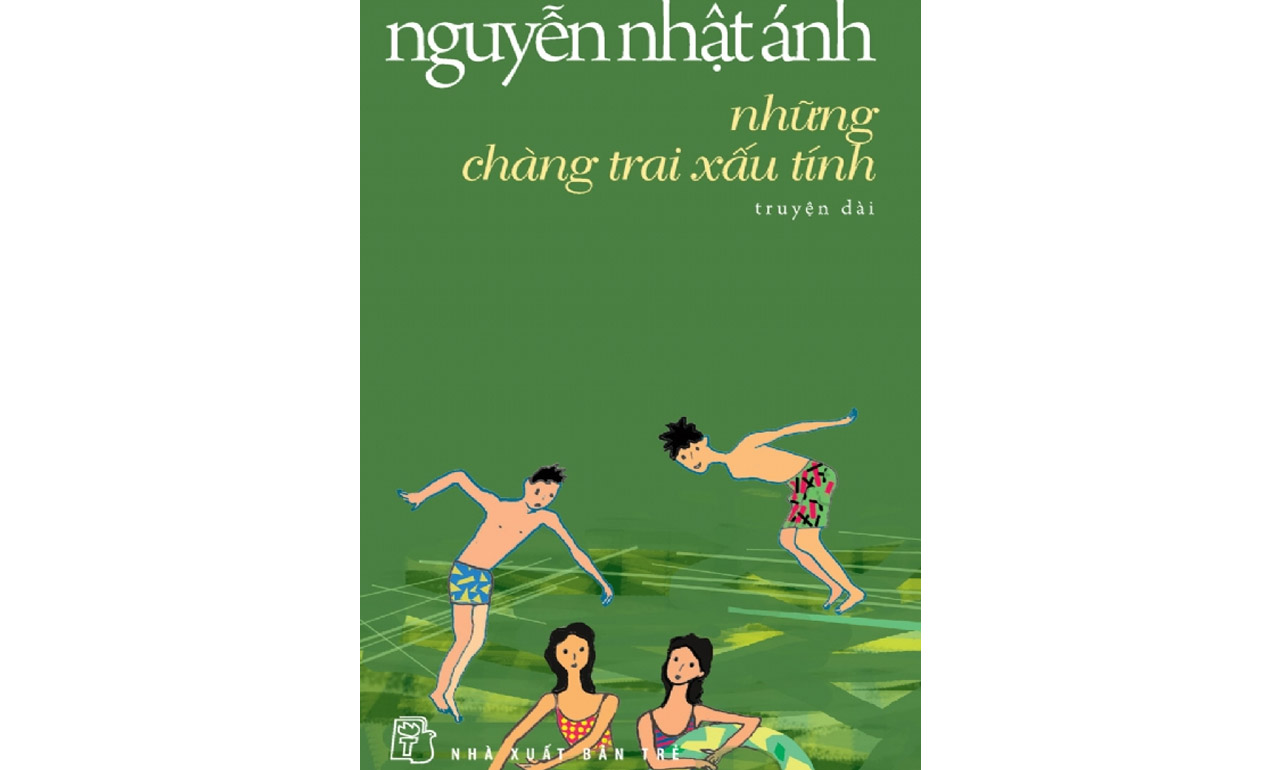 nguyễn nhật ánh
những
chàng trai xấu tính
truyện dài
NHÀ XUẤT BẢN TRẺ